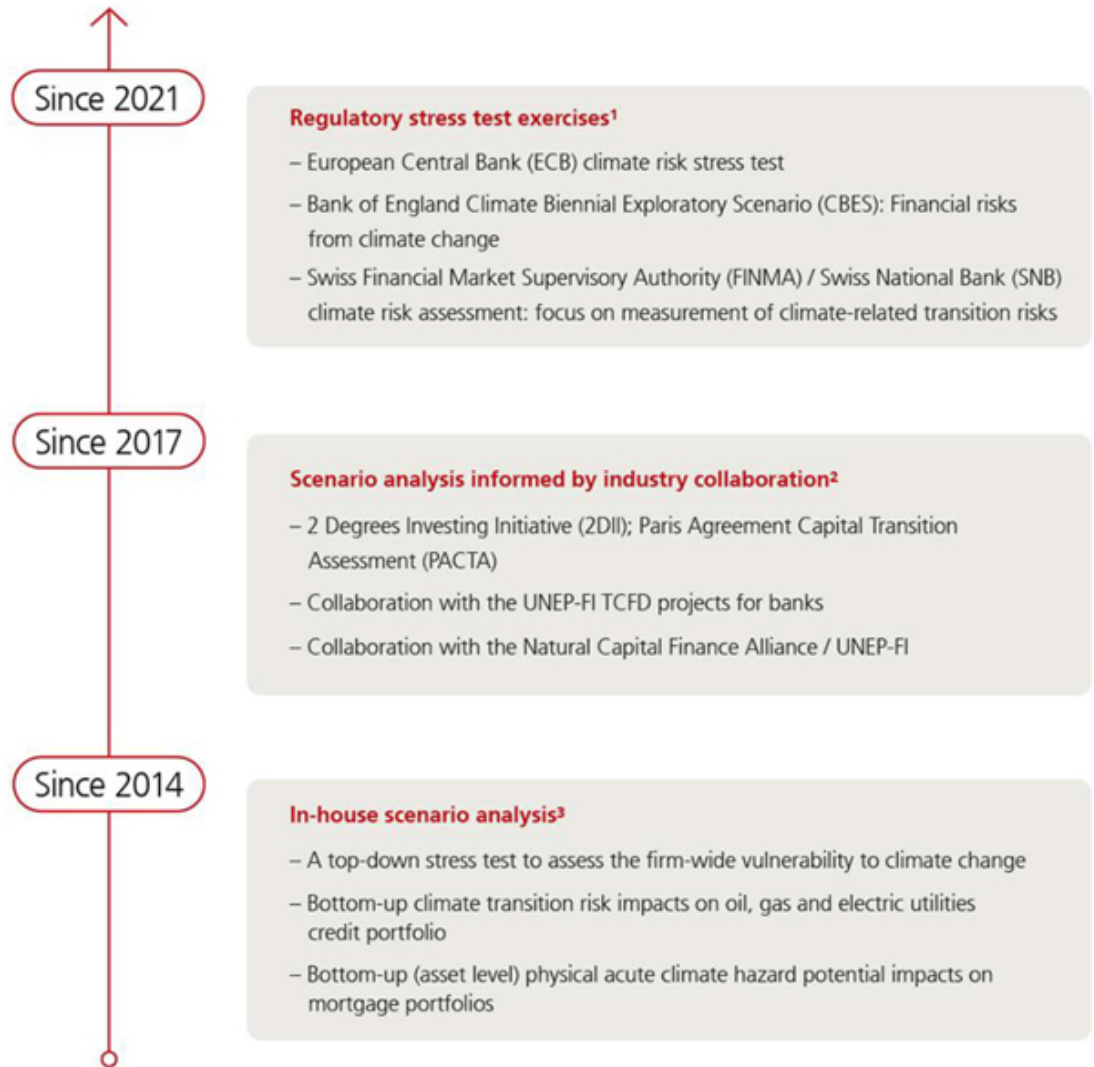 Since 2021
Regulatory stress test exercises¹
– European Central Bank (ECB) climate risk stress test
– Bank of England Climate Biennial Exploratory Scenario (CBES): Financial risks
from climate change
– Swiss Financial Market Supervisory Authority (FINMA) / Swiss National Bank (SNB)
climate risk assessment: focus on measurement of climate-related transition risks
Since 2017
Scenario analysis informed by industry collaboration²
– 2 Degrees Investing Initiative (2DII); Paris Agreement Capital Transition
Assessment (PACTA)
– Collaboration with the UNEP-FI TCFD projects for banks
– Collaboration with the Natural Capital Finance Alliance / UNEP-FI
Since 2014
In-house scenario analysis³
– A top-down stress test to assess the firm-wide vulnerability to climate change
– Bottom-up climate transition risk impacts on oil, gas and electric utilities
credit portfolio
– Bottom-up (asset level) physical acute climate hazard potential impacts on
mortgage portfolios